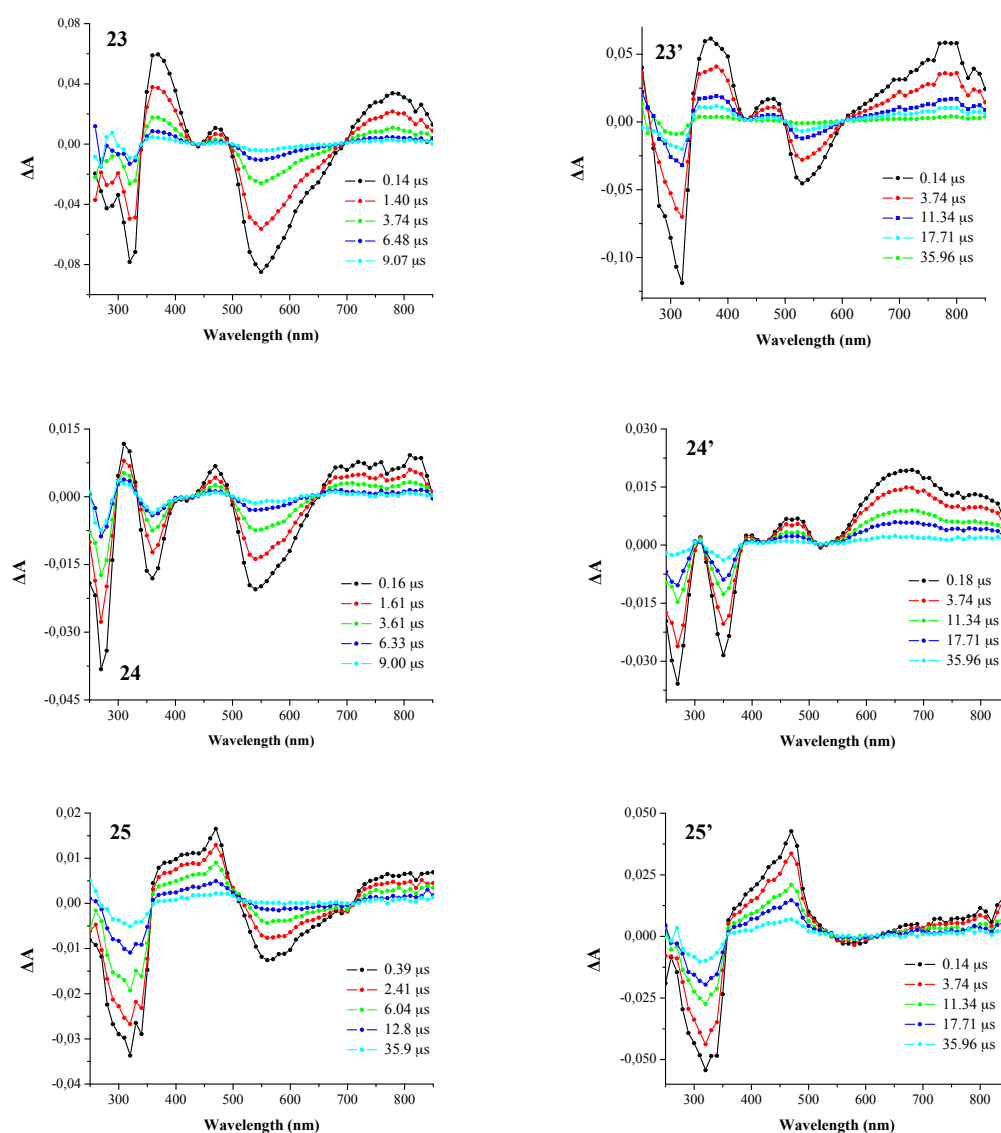 23
0,08
0,04
0,00
-0,04
-0,08
ΔA
300 400 500 600 700 800
Wavelength (nm)
0.14 μs
1.40 μs
3.74 μs
6.48 μs
9.07 μs
23’
0,05
0,00
-0,05
-0,10
ΔA
300 400 500 600 700 800
Wavelength (nm)
0.14 μs
3.74 μs
11.34 μs
17.71 μs
35.96 μs
24
0,015
0,000
-0,015
-0,030
-0,045
ΔA
300 400 500 600 700 800
Wavelength (nm)
0.16 μs
1.61 μs
3.61 μs
6.33 μs
9.00 μs
24’
0,030
0,015
0,000
-0,015
-0,030
ΔA
300 400 500 600 700 800
Wavelength (nm)
0.18 μs
3.74 μs
11.34 μs
17.71 μs
35.96 μs
25
0,02
0,01
0,00
-0,01
-0,02
-0,03
-0,04
ΔA
300 400 500 600 700 800
Wavelength (nm)
0.39 μs
2.41 μs
6.04 μs
12.8 μs
35.9 μs
25’
0,050
0,025
0,000
-0,025
-0,050
ΔA
300 400 500 600 700 800
Wavelength (nm)
0.14 μs
3.74 μs
11.34 μs
17.71 μs
35.96 μs